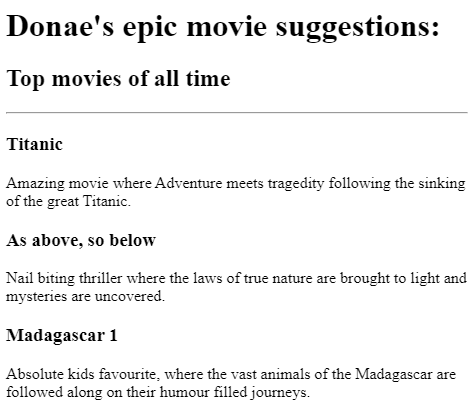 Donae's epic movie suggestions:
Top movies of all time
Titanic
Amazing movie where Adventure meets tragedity following the sinking
of the great Titanic.
As above, so below
Nail biting thriller where the laws of true nature are brought to light and
mysteries are uncovered.
Madagascar 1
Absolute kids favourite, where the vast animals of the Madagascar are
followed along on their humour filled journeys.